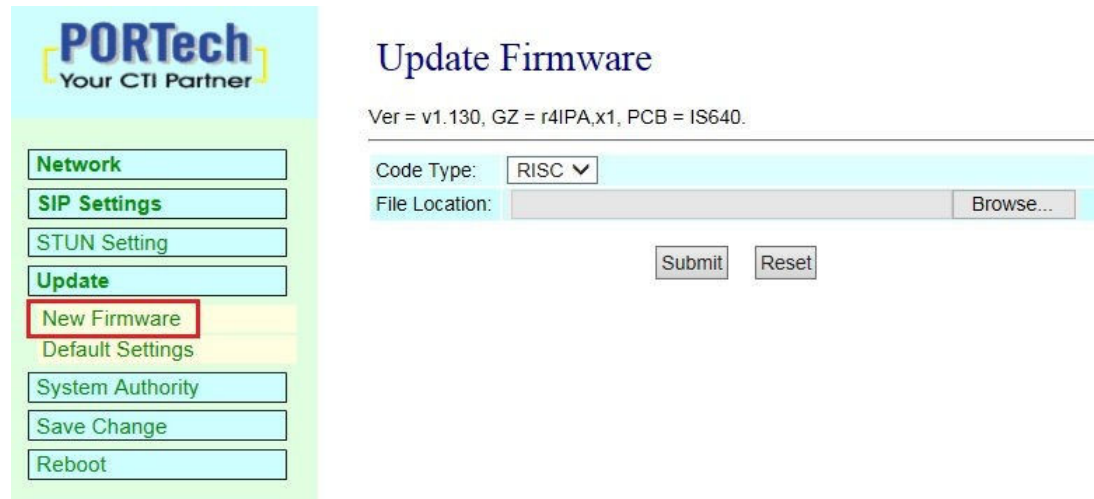 PORTech
Your CTI Partner
Network
SIP Settings
STUN Setting
Update
New Firmware
Default Settings
System Authority
Save Change
Reboot
Update Firmware
Ver = v1.130, GZ = r4IPA,x1, PCB = IS640.
Code Type: RISC
File Location: Browse...
Submit Reset